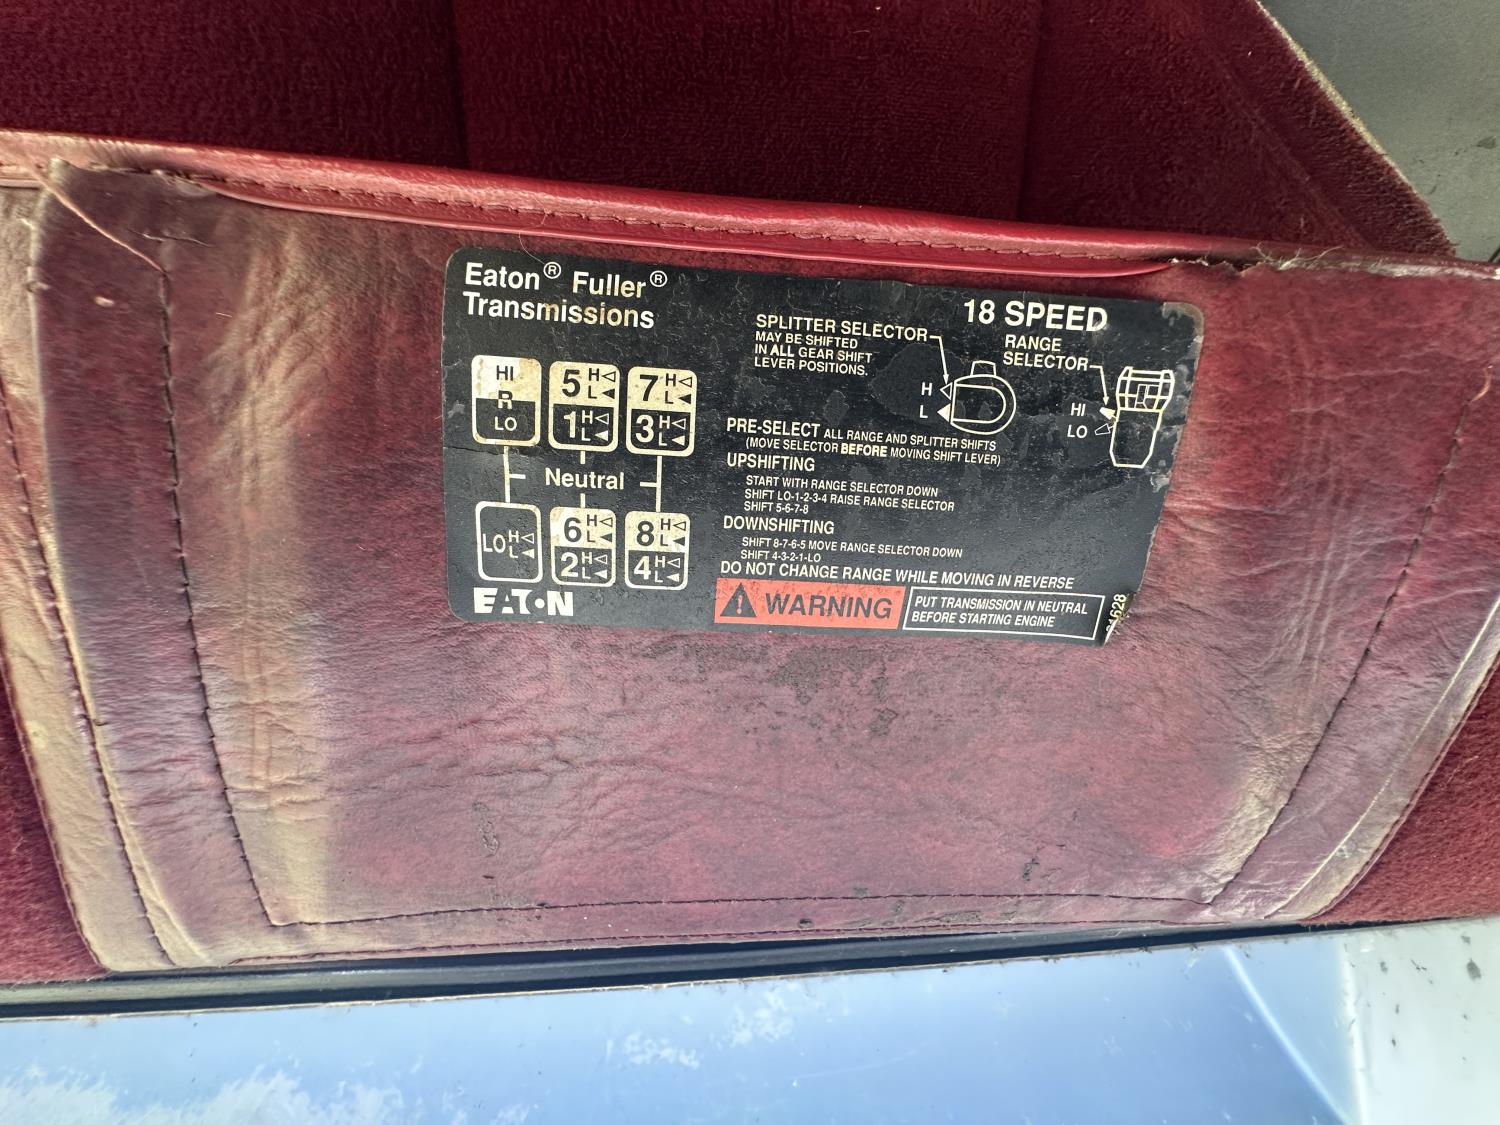 Eaton® Fuller®
Transmissions
18 SPEED
HI
R
LO
5 H L
1 H L
7 H L
3 H L
Neutral
LO H L
6 H L
2 H L
8 H L
4 H L
EATON
SPLITTER SELECTOR
MAY BE SHIFTED
IN ALL GEAR SHIFT
LEVER POSITIONS.
H
L
RANGE
SELECTOR
HI
LO
PRE-SELECT ALL RANGE AND SPLITTER SHIFTS
(MOVE SELECTOR BEFORE MOVING SHIFT LEVER)
UPSHIFTING
START WITH RANGE SELECTOR DOWN
SHIFT LO-1-2-3-4 RAISE RANGE SELECTOR
SHIFT 5-6-7-8
DOWNSHIFTING
SHIFT 8-7-6-5 MOVE RANGE SELECTOR DOWN
SHIFT 4-3-2-1-LO
DO NOT CHANGE RANGE WHILE MOVING IN REVERSE
WARNING
PUT TRANSMISSION IN NEUTRAL
BEFORE STARTING ENGINE